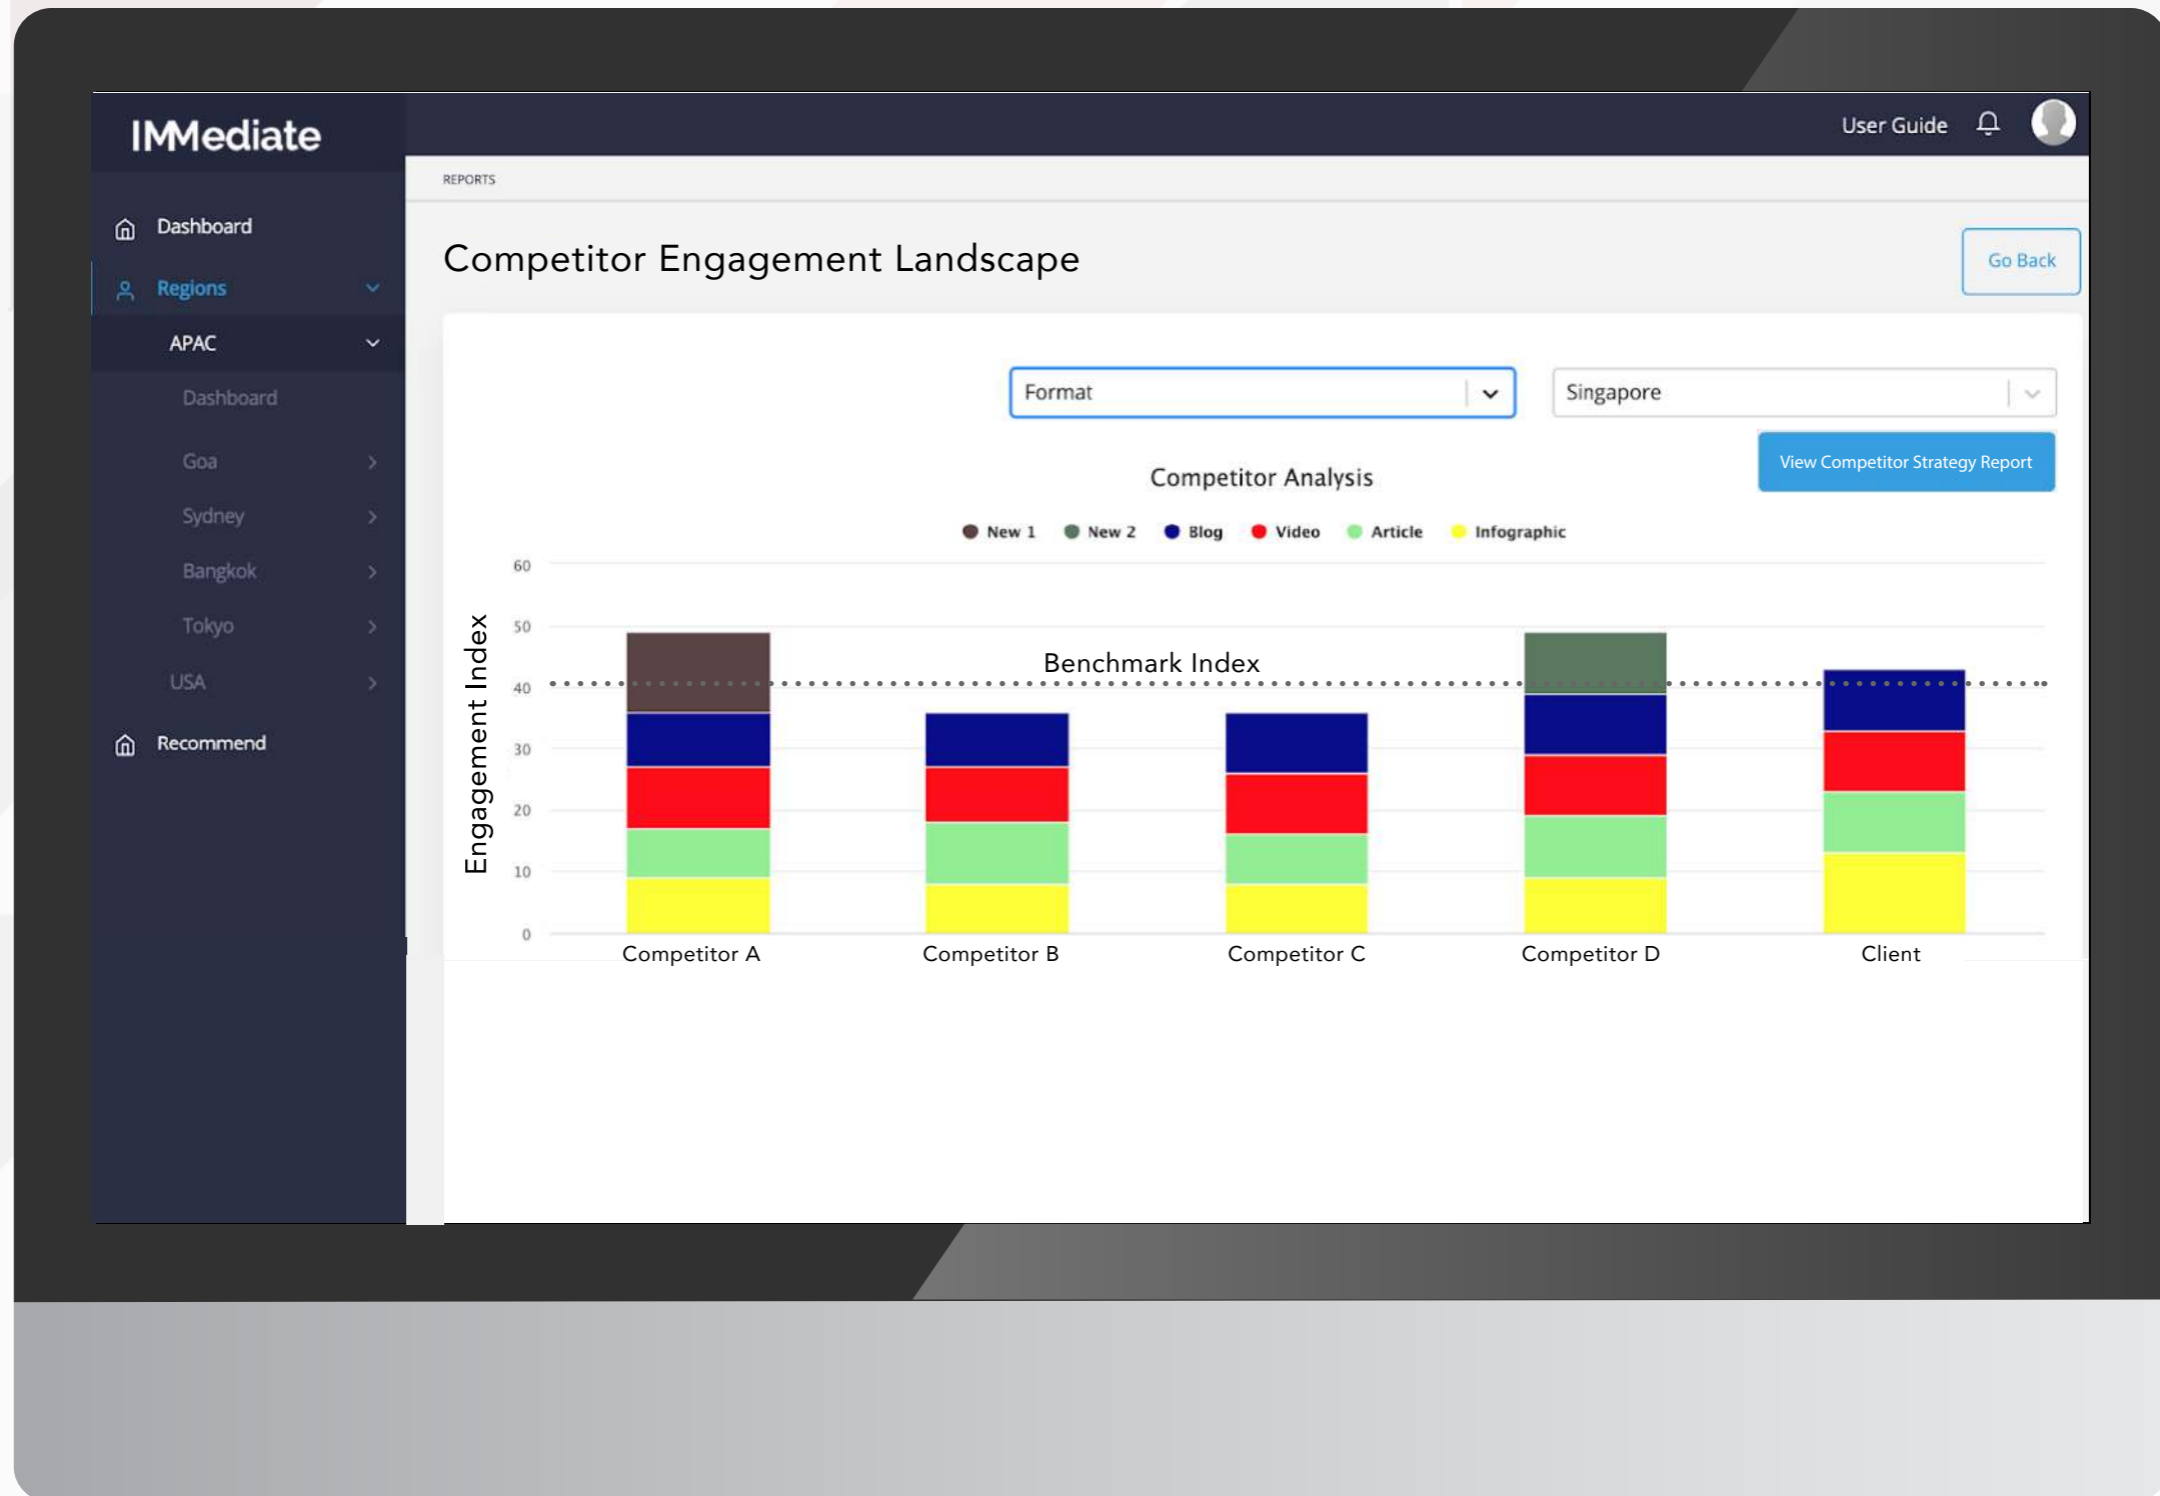 IMMediate
User Guide
REPORTS
Dashboard
Regions
APAC
Dashboard
Goa
Sydney
Bangkok
Tokyo
USA
Recommend
Competitor Engagement Landscape
Go Back
Format
Singapore
View Competitor Strategy Report
Competitor Analysis
New 1 New 2 Blog Video Article Infographic
Engagement Index
60
50
40
30
20
10
0
Benchmark Index
Competitor A Competitor B Competitor C Competitor D Client